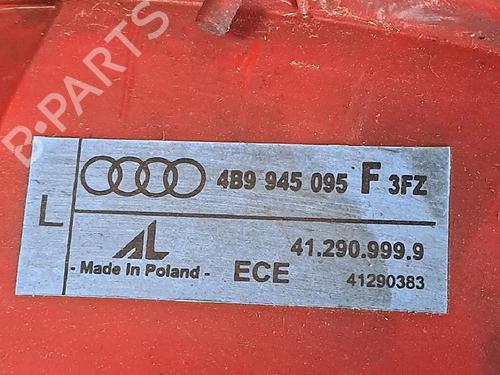 B-PARTS
L
4B9 945 095 F 3FZ
AL
- Made In Poland -
ECE
41.290.999.9
41290383